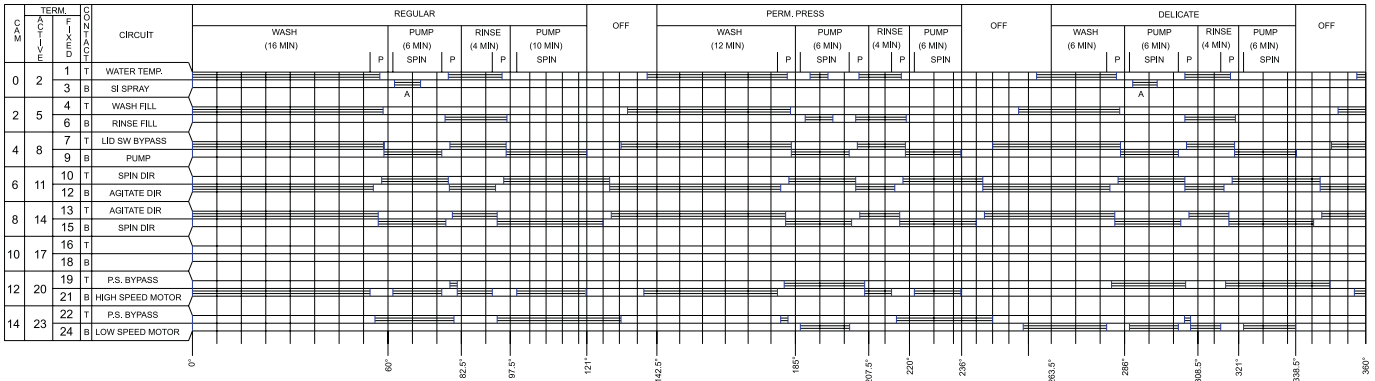 CAM
TERM.
ACTIVE
FIXED
CONTACT
CIRCUIT
REGULAR
OFF
PERM. PRESS
OFF
DELICATE
OFF
WASH
(16 MIN)
P
PUMP
(6 MIN)
SPIN
RINSE
(4 MIN)
P
PUMP
(10 MIN)
SPIN
WASH
(12 MIN)
P
PUMP
(6 MIN)
SPIN
RINSE
(4 MIN)
P
PUMP
(6 MIN)
SPIN
WASH
(6 MIN)
P
PUMP
(6 MIN)
SPIN
RINSE
(4 MIN)
P
PUMP
(6 MIN)
SPIN
0 2 1 T WATER TEMP.
3 B SI SPRAY
A
A
2 5 4 T WASH FILL
6 B RINSE FILL
4 8 7 T LID SW BYPASS
9 B PUMP
6 11 10 T SPIN DIR
12 B AGITATE DIR
8 14 13 T AGITATE DIR
15 B SPIN DIR
10 17 16 T
18 B
12 20 19 T P.S. BYPASS
21 B HIGH SPEED MOTOR
14 23 22 T P.S. BYPASS
24 B LOW SPEED MOTOR
0° 60° 82.5° 97.5° 121° 142.5° 185° 207.5° 220° 236° 263.5° 286° 308.5° 321° 338.5° 360°